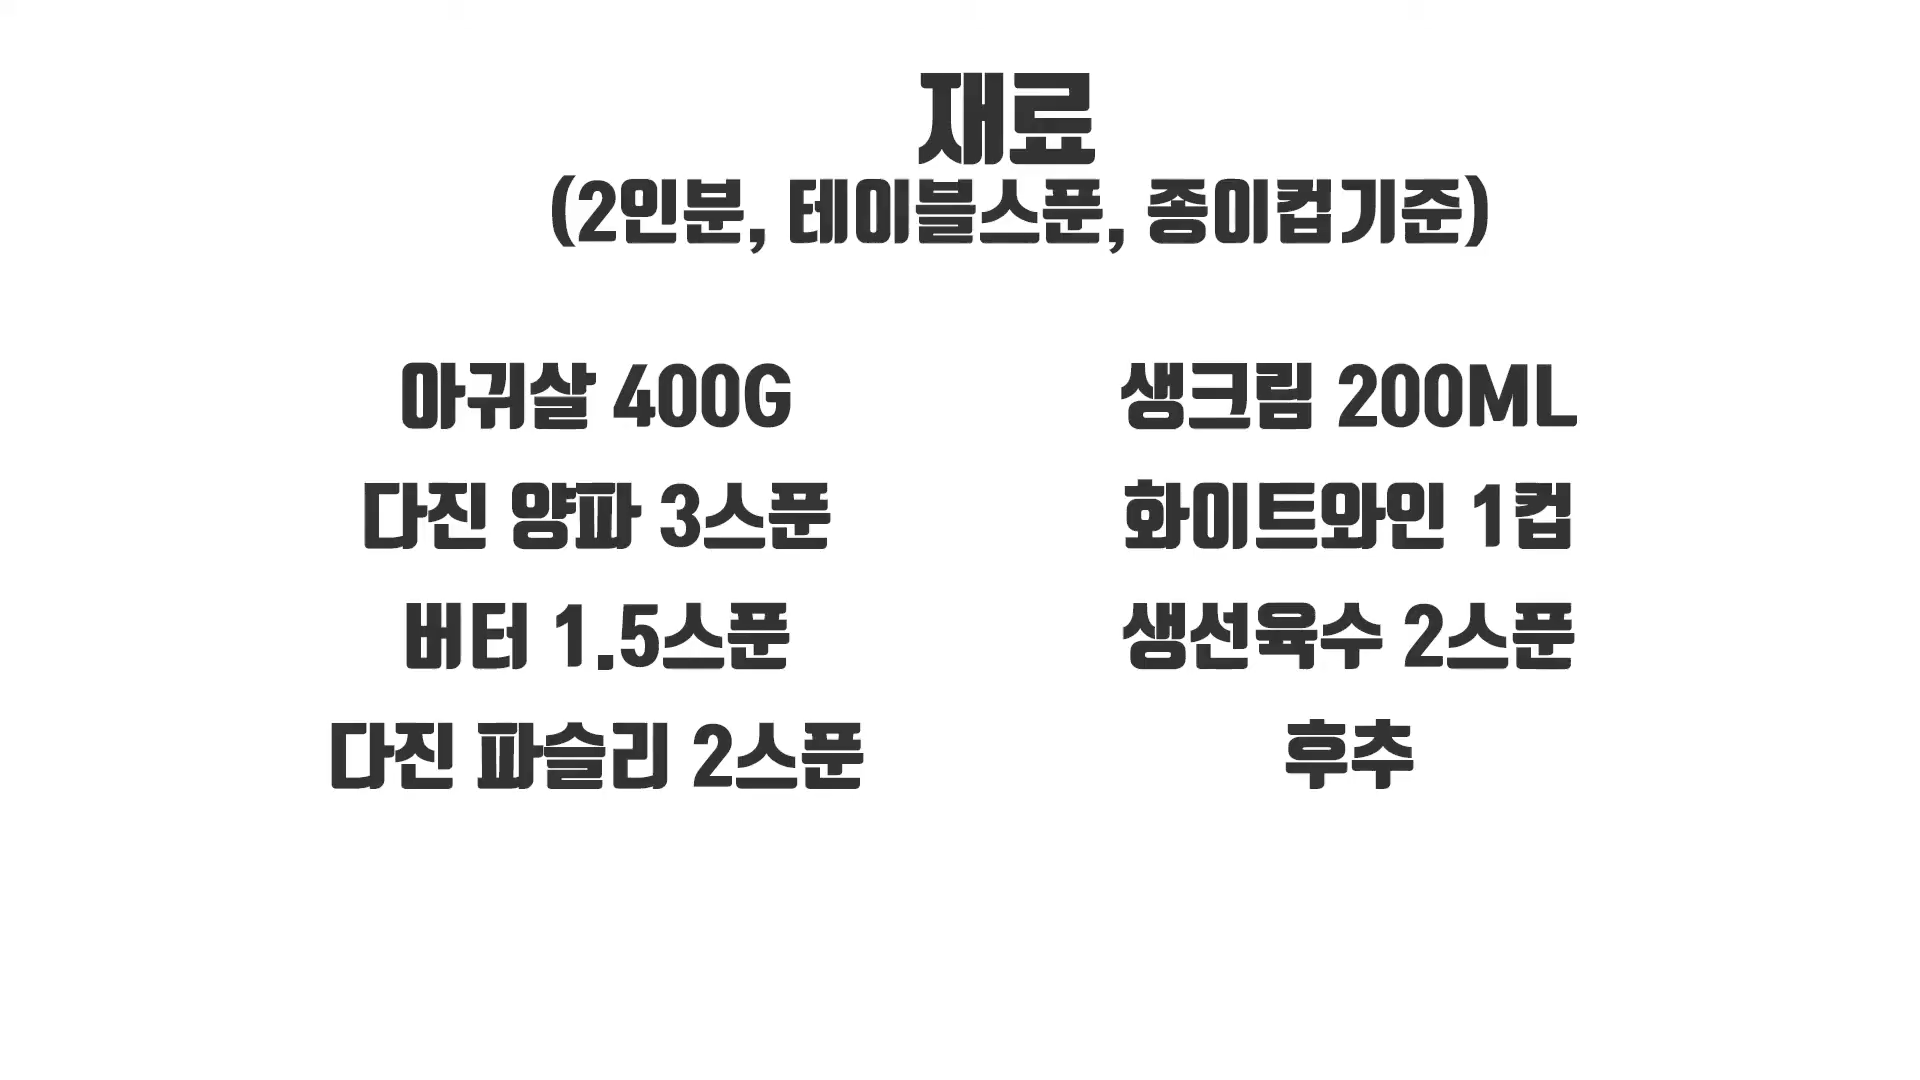 재료
(2인분, 테이블스푼, 종이컵기준)
아귀살 400G
다진 양파 3스푼
버터 1.5스푼
다진 파슬리 2스푼
생크림 200ML
화이트와인 1컵
생선육수 2스푼
후추